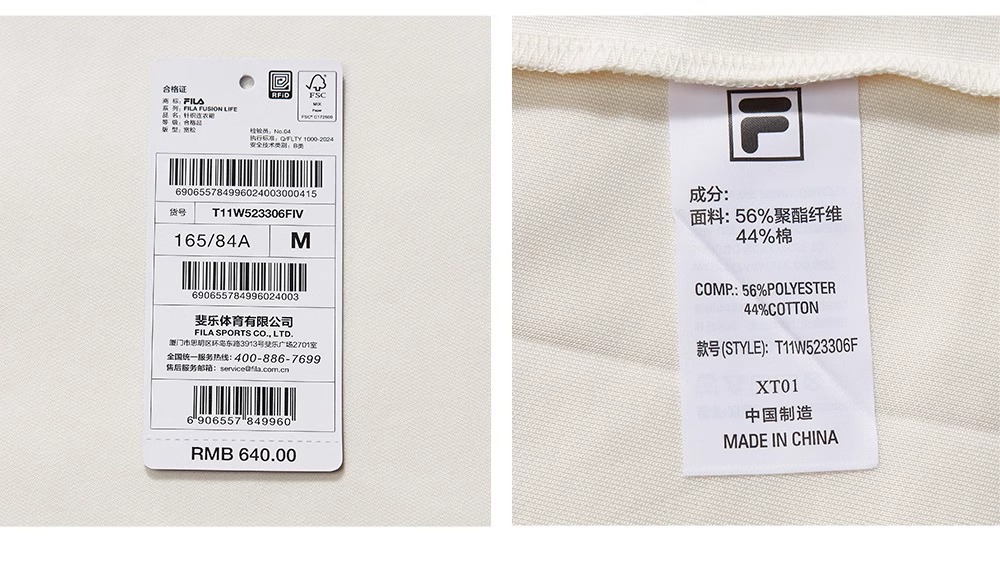 合格证
商 标: FILA
系 列: FILA FUSION LIFE
品 名: 针织连衣裙
等 级: 合格品
版 型: 宽松
RFiD
FSC
MIX
Paper
FSC® C172909
检验员: No.04
执行标准: Q/FLTY 1000-2024
安全技术类别: B类
690655784996024003000415
货号 T11W523306FIV
165/84A M
690655784996024003
斐乐体育有限公司
FILA SPORTS CO., LTD.
厦门市思明区环岛东路3913号斐乐广场2701室
全国统一服务热线: 400-886-7699
售后服务邮箱: service@fila.com.cn
6 906557 849960
RMB 640.00
F
成分:
面料: 56%聚酯纤维
44%棉
COMP.: 56%POLYESTER
44%COTTON
款号(STYLE): T11W523306F
XT01
中国制造
MADE IN CHINA